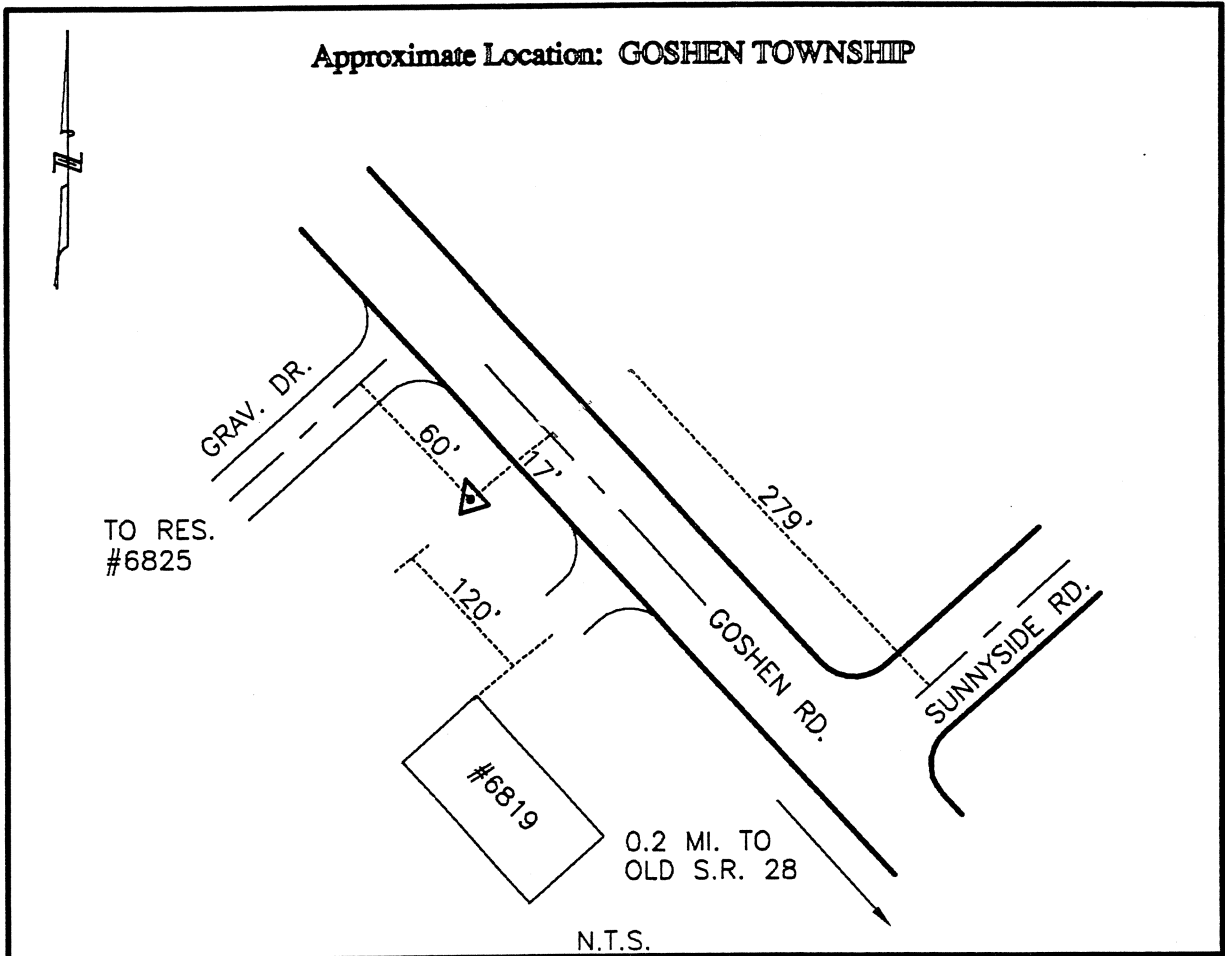 Approximate Location: GOSHEN TOWNSHIP
N
GRAV. DR.
60'
17'
279'
TO RES.
#6825
120'
GOSHEN RD.
SUNNYSIDE RD.
#6819
0.2 MI. TO
OLD S.R. 28
N.T.S.